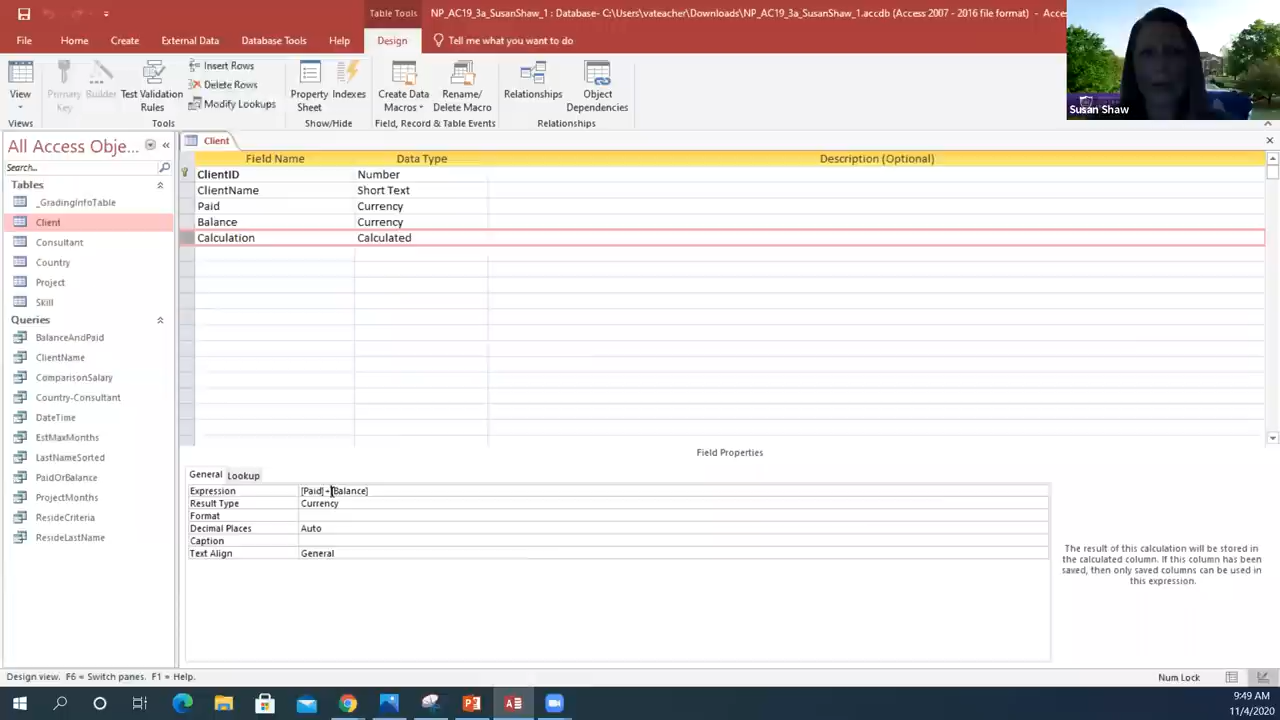 Table Tools
NP_AC19_3a_SusanShaw_1 : Database- C:\Users\vateacher\Downloads\NP_AC19_3a_SusanShaw_1.accdb (Access 2007 - 2016 file format) - Acce
File Home Create External Data Database Tools Help Design Tell me what you want to do
View
Primary Key
Builder
Test Validation Rules
Insert Rows
Delete Rows
Modify Lookups
Property Sheet
Indexes
Create Data Macros
Rename/ Delete Macro
Relationships
Object Dependencies
Views Tools Show/Hide Field, Record & Table Events Relationships
Susan Shaw
All Access Obje...
Search...
Tables
_GradingInfoTable
Client
Consultant
Country
Project
Skill
Queries
BalanceAndPaid
ClientName
ComparisonSalary
Country-Consultant
DateTime
EstMaxMonths
LastNameSorted
PaidOrBalance
ProjectMonths
ResideCriteria
ResideLastName
Client
Field Name Data Type Description (Optional)
ClientID Number
ClientName Short Text
Paid Currency
Balance Currency
Calculation Calculated
Field Properties
General Lookup
Expression [Paid] [Balance]
Result Type Currency
Format
Decimal Places Auto
Caption
Text Align General
The result of this calculation will be stored in
the calculated column. If this column has been
saved, then only saved columns can be used in
this expression.
Design view. F6 = Switch panes. F1 = Help.
Num Lock
9:49 AM
11/4/2020